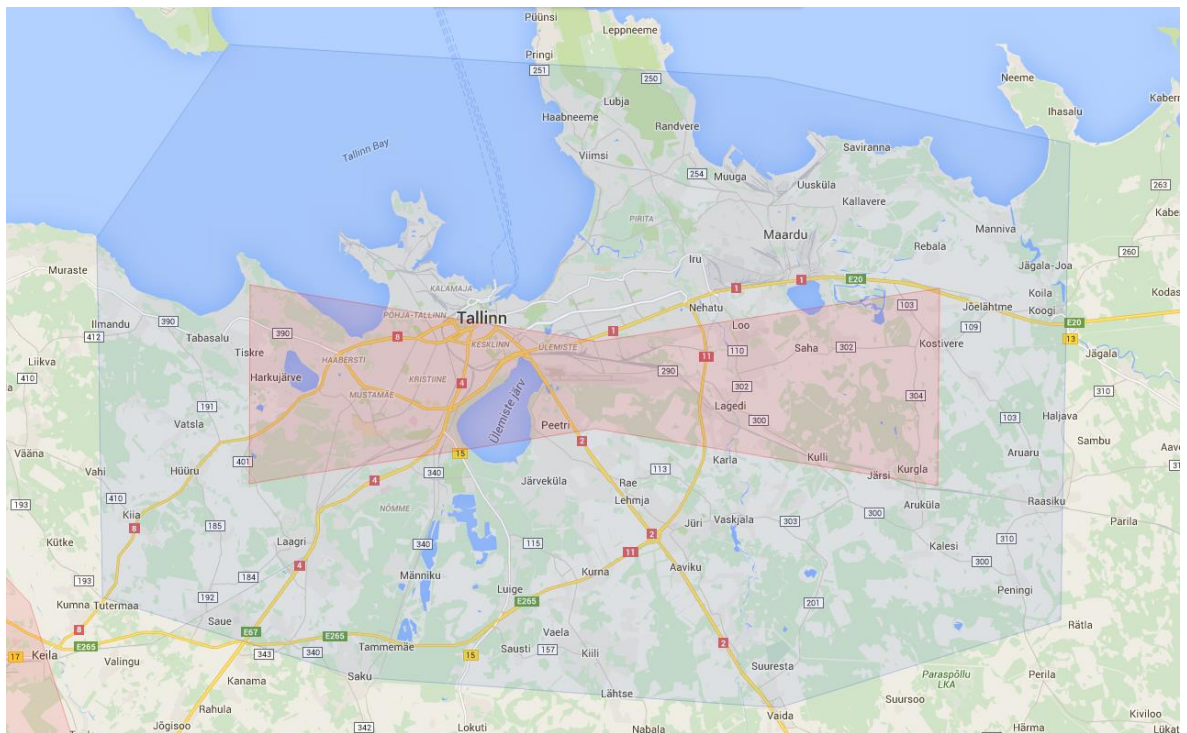 Püünsi
Leppneeme
Pringi
251
250
Neeme
Ihasalu
Lubja
Haabneeme
Randvere
Tallinn Bay
Viimsi
254
Muuga
Saviranna
Uusküla
Kallavere
263
PIRITA
Maardu
Manniva
Rebala
260
Muraste
Iru
Jägala-Joa
KALAMAJA
1
1
E20
Koila
Koogi
Ilmandu
390
412
Tabasalu
390
PÕHJA-TALLINN
Tallinn
8
Nehatu
1
Loo
103
Jõelähtme
109
E20
13
Liikva
Tiskre
HAABERSTI
KESKLINN
ÜLEMISTE
11
110
Saha
302
Kostivere
Jägala
410
Harkujärve
KRISTIINE
4
290
302
310
MUSTAMÄE
191
Lagedi
300
304
Vatsla
Ülemiste järv
Peetri
2
103
Haljava
Sambu
Vääna
401
15
340
Karla
Kulli
Aruaru
Vahi
Hüüru
4
113
Järsi
Kurgla
Järveküla
Rae
Lehmja
410
193
Kiia
NÕMME
Raasiku
Aruküla
8
185
Jüri
Vaskjala
303
300
Parila
Kütke
Laagri
340
115
2
11
310
Kalesi
300
193
184
4
Männiku
Kurna
Aaviku
Luige
Peningi
Kumna
Tutermaa
192
E265
201
8
Saue
E67
E265
Vaela
2
Rätla
17
Keila
E265
Valingu
343
340
Tammemäe
15
Sausti
157
Kiili
Suuresta
Kanama
Saku
Paraspõllu
LKA
Perila
Rahula
Lähtse
Suursoo
Jõgisoo
342
Lokuti
Nabala
Vaida
Härma
Kiviloo